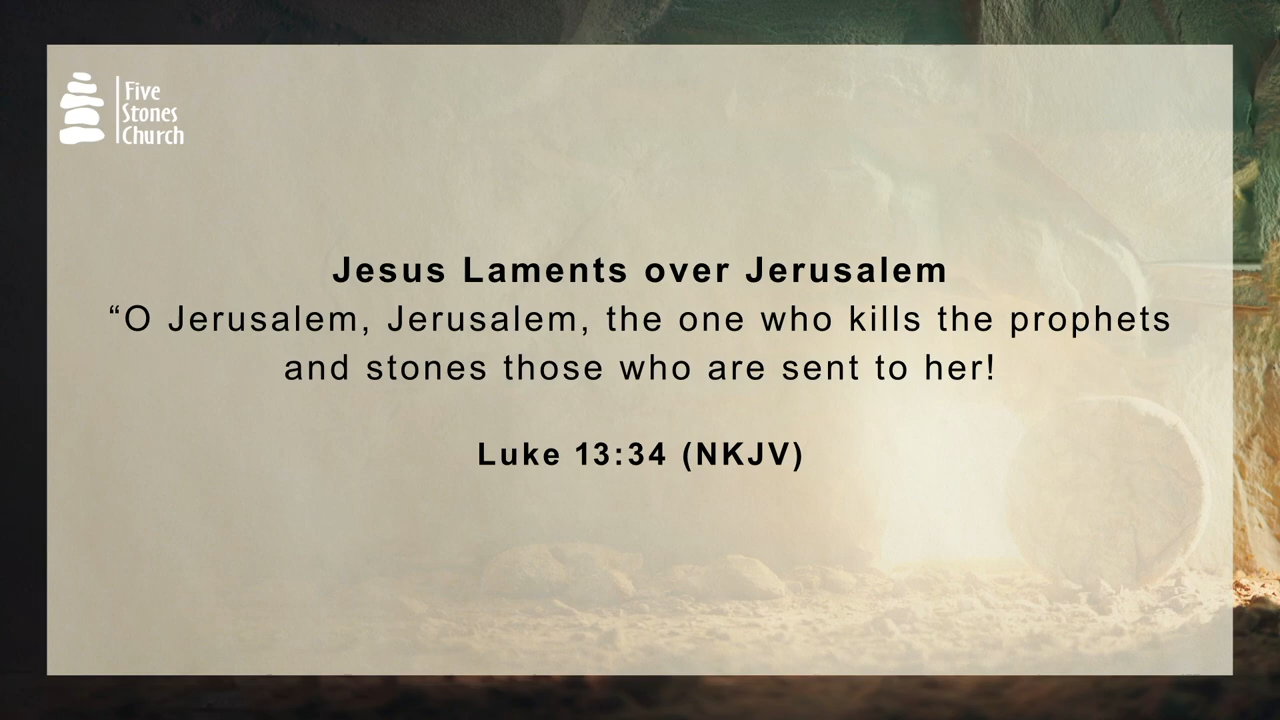 Five
Stones
Church
Jesus Laments over Jerusalem
“O Jerusalem, Jerusalem, the one who kills the prophets
and stones those who are sent to her!
Luke 13:34 (NKJV)